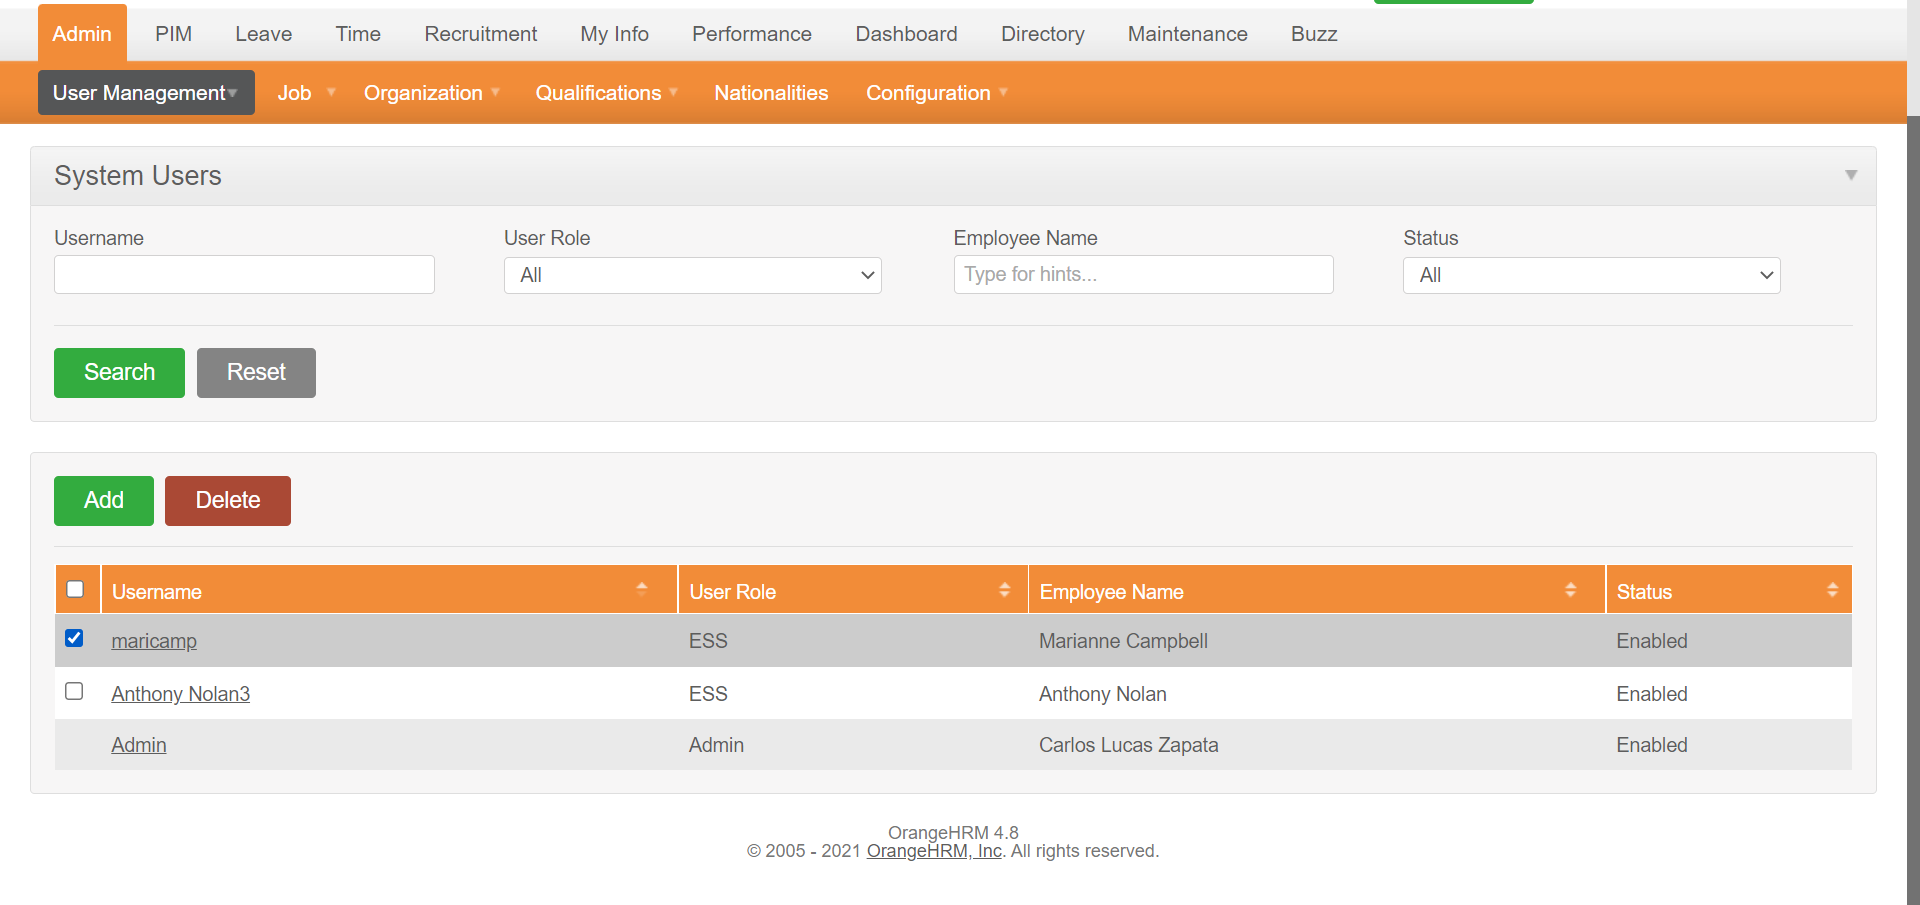 Admin PIM Leave Time Recruitment My Info Performance Dashboard Directory Maintenance Buzz
User Management Job Organization Qualifications Nationalities Configuration
System Users
Username User Role Employee Name Status
All Type for hints... All
Search Reset
Add Delete
Username User Role Employee Name Status
maricamp ESS Marianne Campbell Enabled
Anthony Nolan3 ESS Anthony Nolan Enabled
Admin Admin Carlos Lucas Zapata Enabled
OrangeHRM 4.8
© 2005 - 2021 OrangeHRM, Inc. All rights reserved.